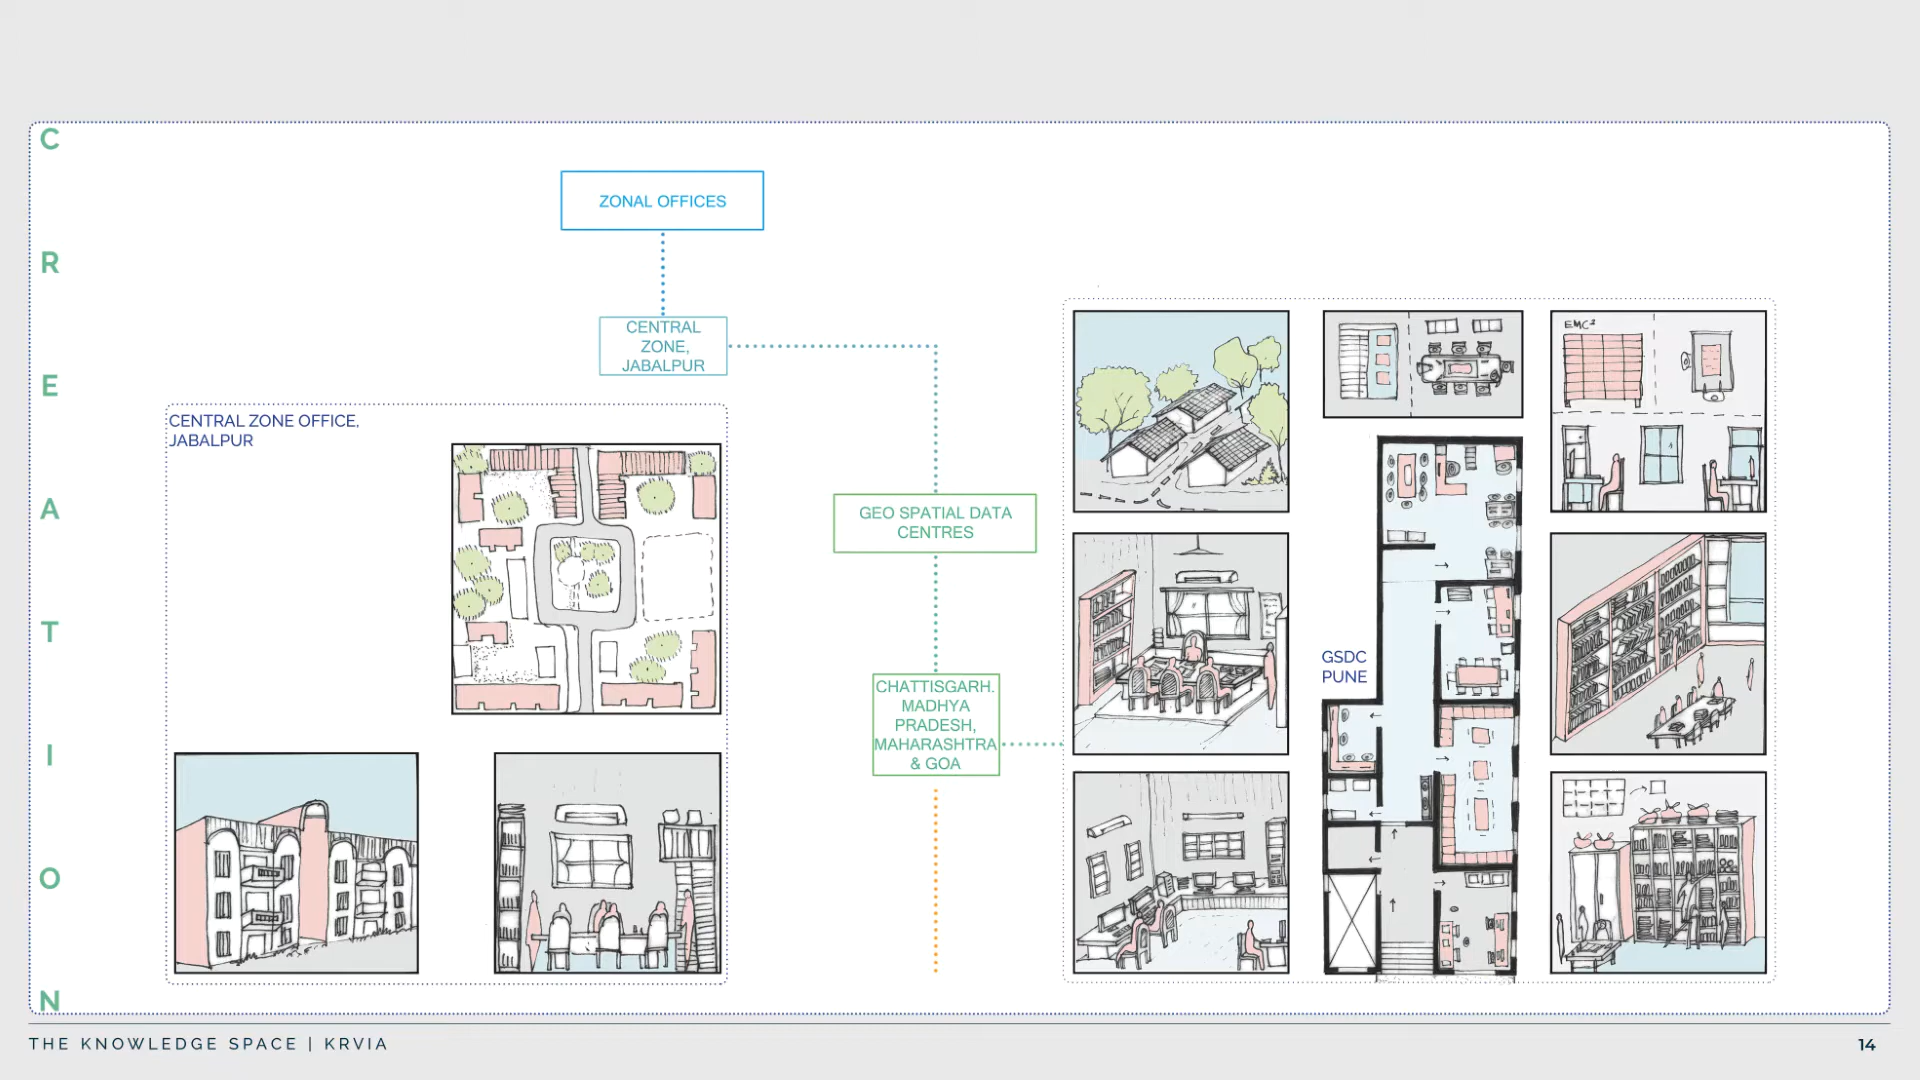 C
R
E
A
T
I
O
N
ZONAL OFFICES
CENTRAL
ZONE,
JABALPUR
CENTRAL ZONE OFFICE,
JABALPUR
GEO SPATIAL DATA
CENTRES
CHATTISGARH.
MADHYA
PRADESH,
MAHARASHTRA
& GOA
EMC²
GSDC
PUNE
THE KNOWLEDGE SPACE | KRVIA
14